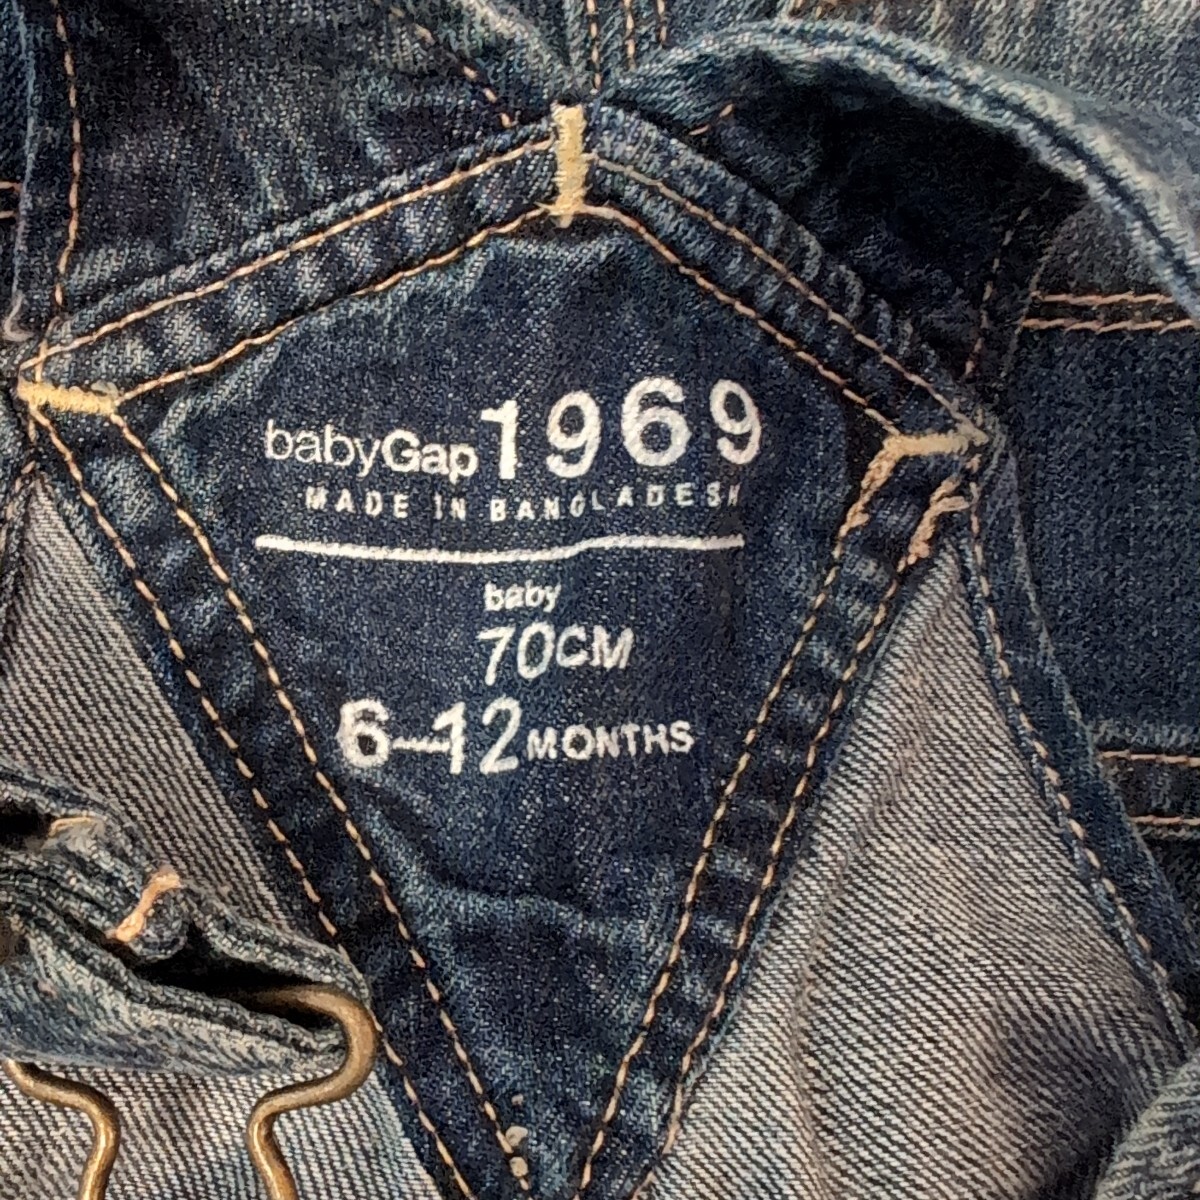 babyGap 1969
MADE IN BANGLADESH
baby
70CM
6-12 MONTHS